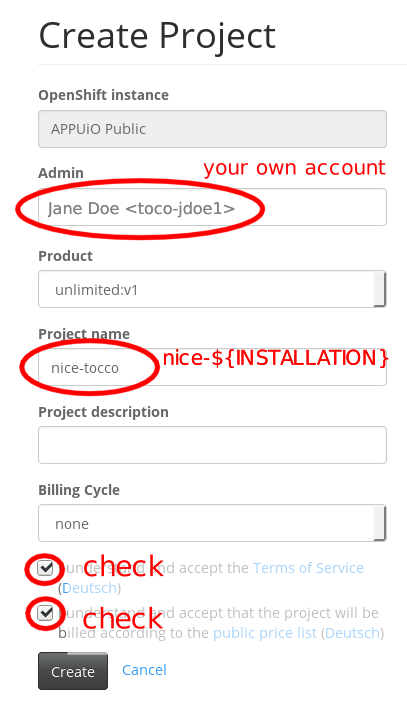 Create Project
OpenShift instance
APPUiO Public
Admin
your own account
Jane Doe <toco-jdoe1>
Product
unlimited:v1
Project name
nice-tocco
nice-${INSTALLATION}
Project description
Billing Cycle
none
check
understand and accept the Terms of Service
(Deutsch)
check
understand and accept that the project will be
billed according to the public price list (Deutsch)
Create Cancel